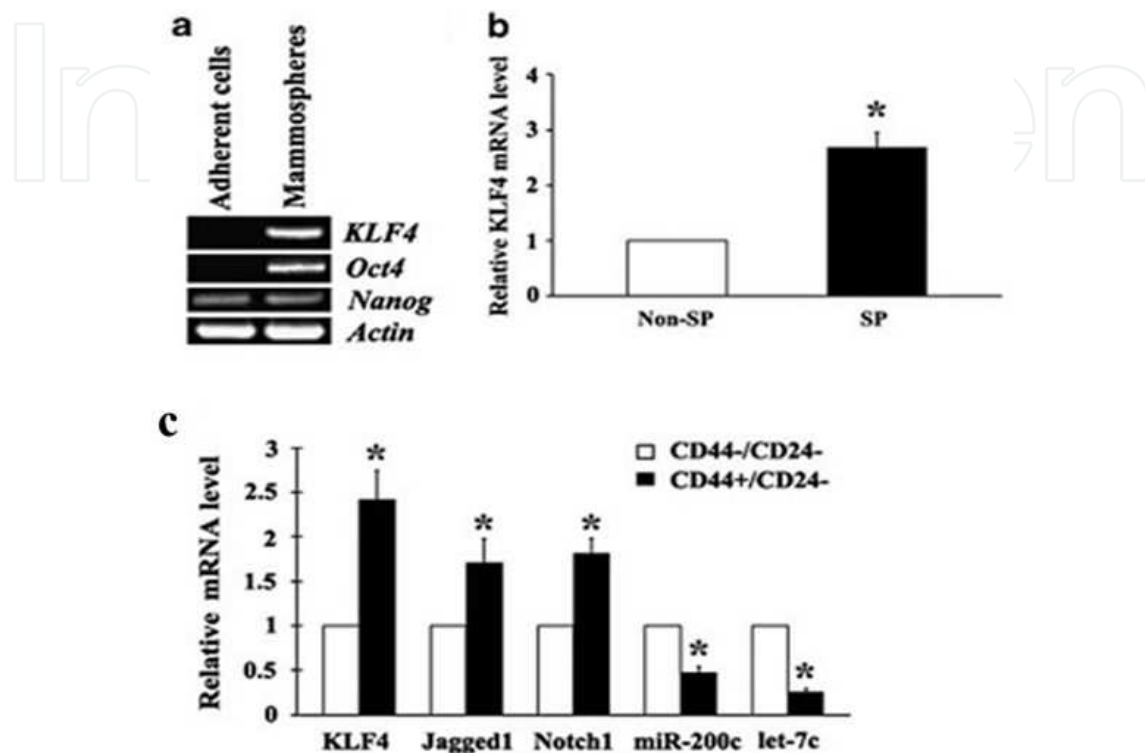 a
Adherent cells
Mammospheres
KLF4
Oct4
Nanog
Actin
b
Relative KLF4 mRNA level
4
3
2
1
0
*
Non-SP
SP
c
Relative mRNA level
3
2.5
2
1.5
1
0.5
0
CD44-/CD24-
CD44+/CD24-
* * * * *
KLF4 Jagged1 Notch1 miR-200c let-7c